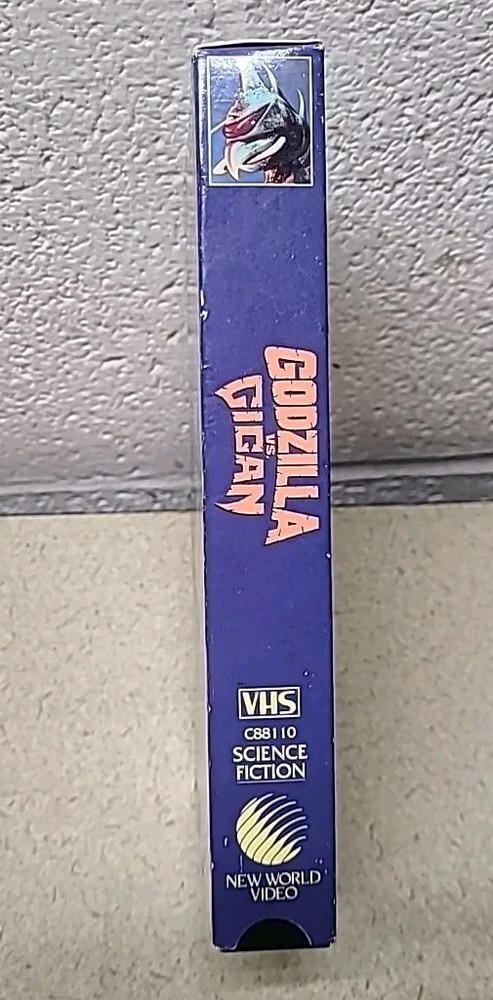 GODZILLA
VS.
GIGAN
VHS
C88110
SCIENCE
FICTION
NEW WORLD
VIDEO